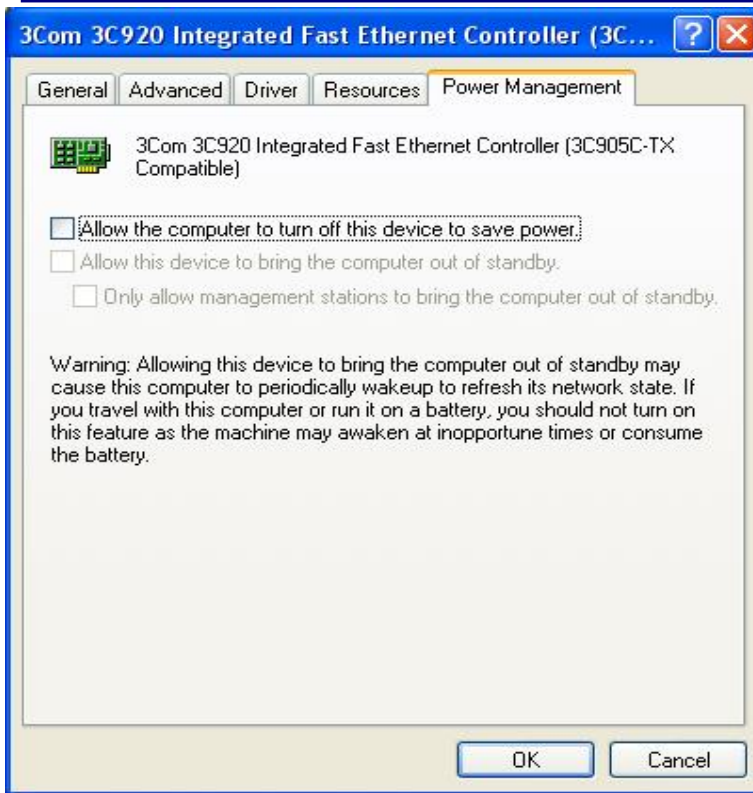 3Com 3C920 Integrated Fast Ethernet Controller (3C...
General Advanced Driver Resources Power Management
3Com 3C920 Integrated Fast Ethernet Controller (3C905C-TX
Compatible)
Allow the computer to turn off this device to save power.
Allow this device to bring the computer out of standby.
Only allow management stations to bring the computer out of standby.
Warning: Allowing this device to bring the computer out of standby may
cause this computer to periodically wakeup to refresh its network state. If
you travel with this computer or run it on a battery, you should not turn on
this feature as the machine may awaken at inopportune times or consume
the battery.
OK Cancel